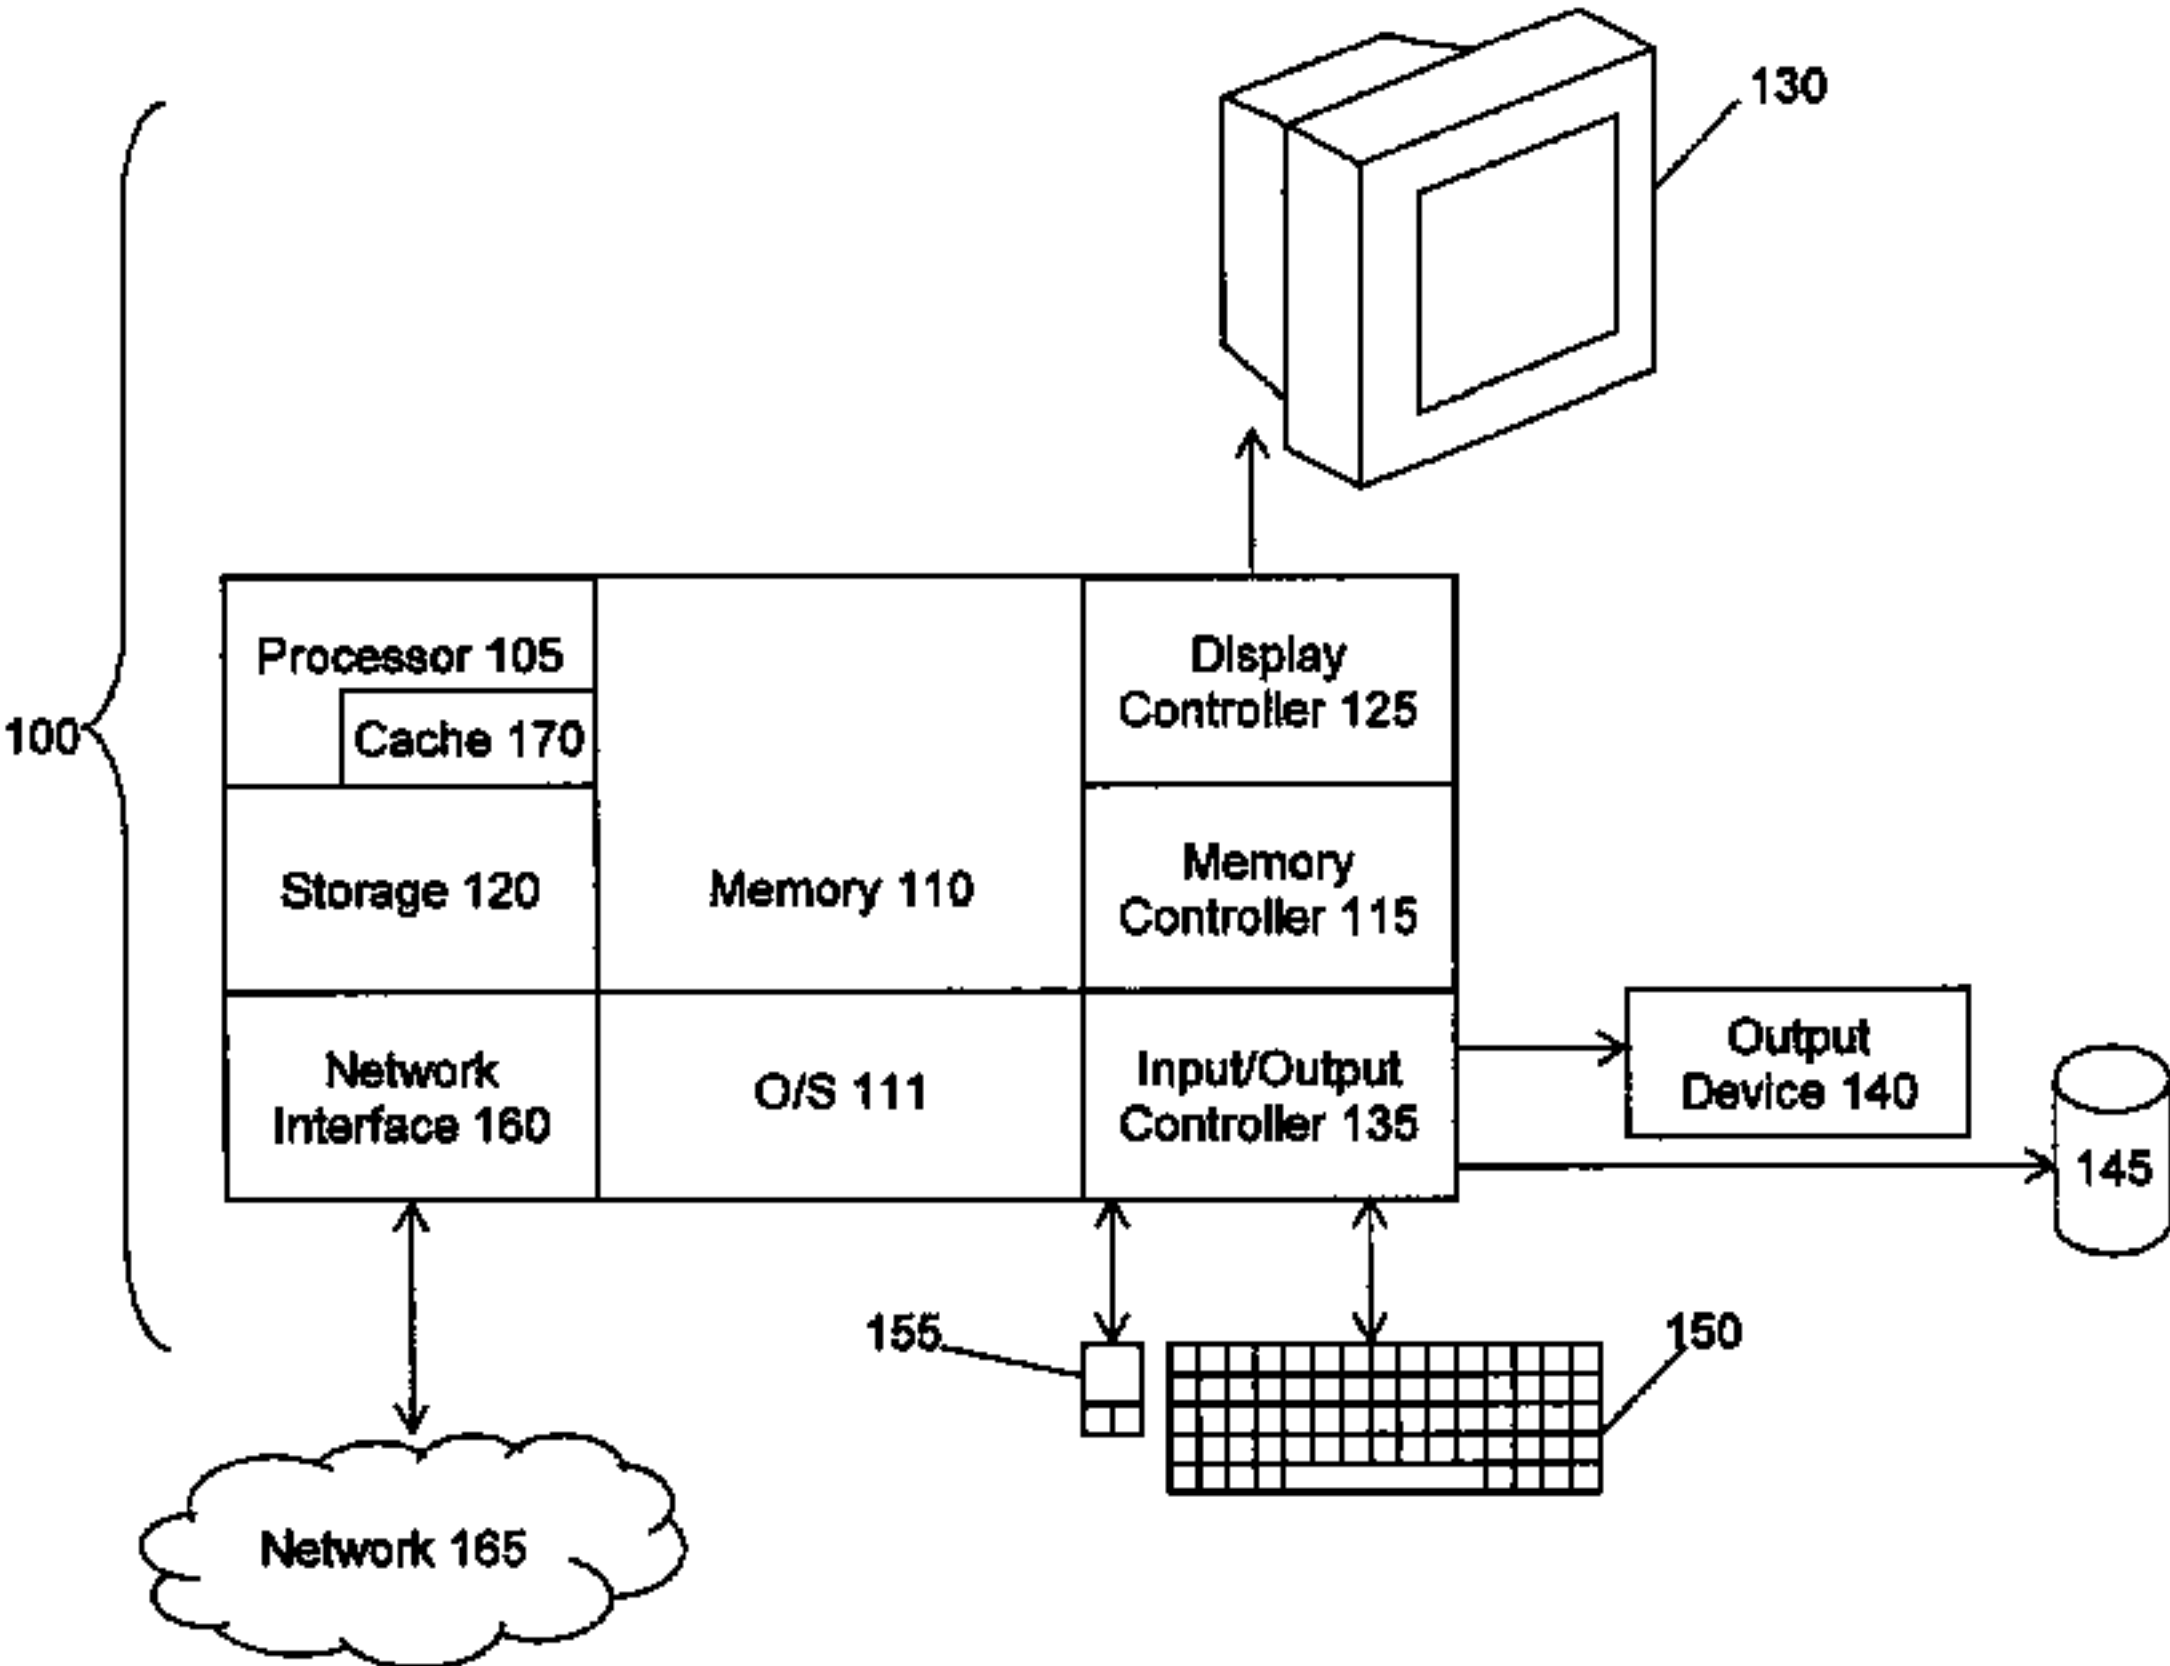 130
100
Processor 105
Cache 170
Display
Controller 125
Storage 120
Memory 110
Memory
Controller 115
Network
Interface 160
O/S 111
Input/Output
Controller 135
Output
Device 140
145
155
150
Network 165